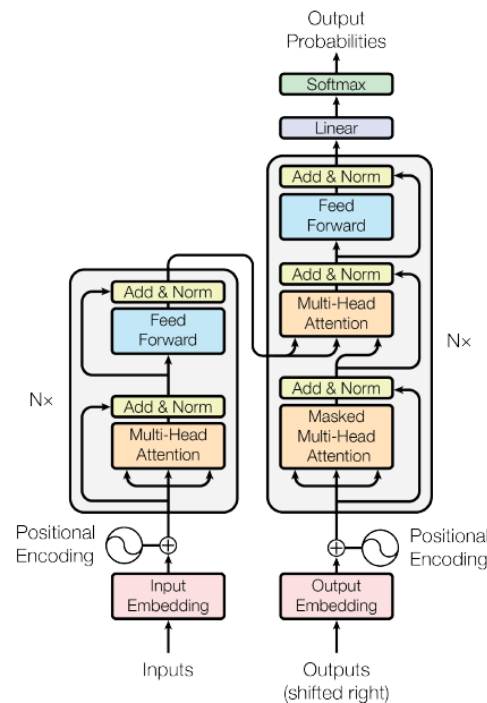 Output
Probabilities
Softmax
Linear
Add & Norm
Feed
Forward
Add & Norm
Multi-Head
Attention
Add & Norm
Masked
Multi-Head
Attention
Nx
Add & Norm
Feed
Forward
Add & Norm
Multi-Head
Attention
Nx
Positional
Encoding
Positional
Encoding
Input
Embedding
Output
Embedding
Inputs
Outputs
(shifted right)